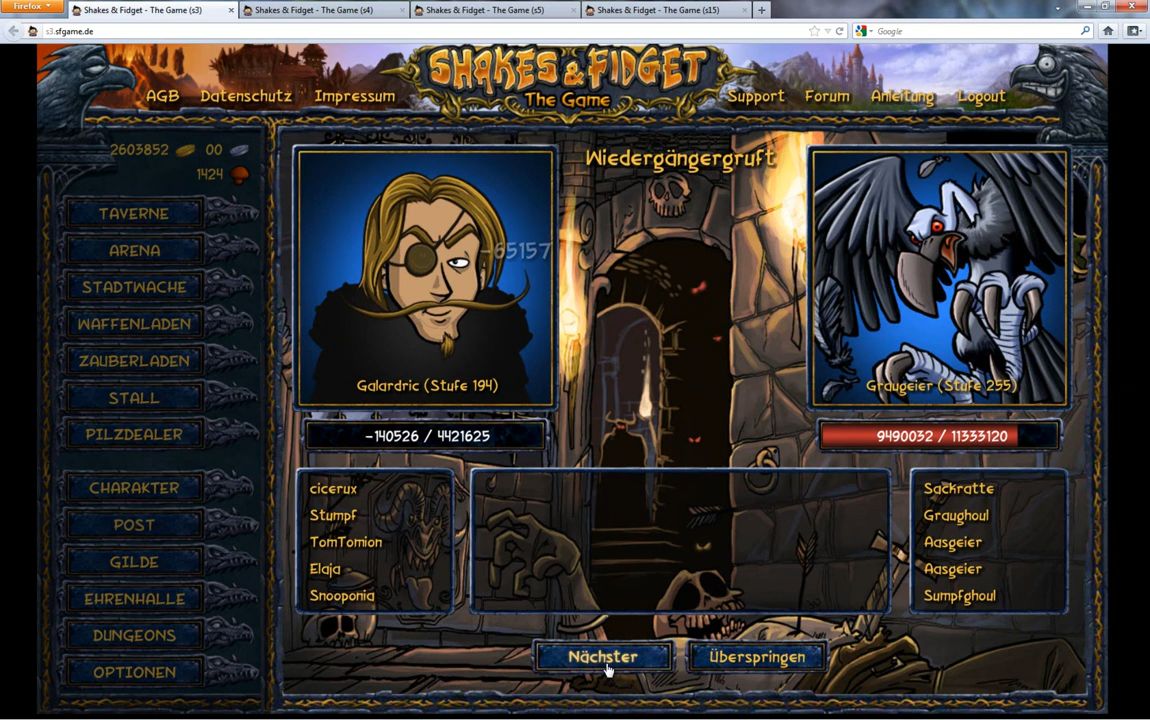 Firefox
Shakes & Fidget - The Game (s3)
Shakes & Fidget - The Game (s4)
Shakes & Fidget - The Game (s5)
Shakes & Fidget - The Game (s15)
s3.sfgame.de
Google
AGB
Datenschutz
Impressum
SHAKES & FIDGET
The Game
Support
Forum
Anleitung
Logout
2603852
00
1424
TAVERNE
ARENA
STADTWACHE
WAFFENLADEN
ZAUBERLADEN
STALL
PILZDEALER
CHARAKTER
POST
GILDE
EHRENHALLE
DUNGEONS
OPTIONEN
Wiedergängergruft
-65157
Galardric (Stufe 194)
Graugeier (Stufe 255)
-140526 / 4421625
9490032 / 11333120
cicerux
Stumpf
TomTomion
Elaja
Snooponia
Sackratte
Graughoul
Aasgeier
Aasgeier
Sumpfghoul
Nächster
Überspringen